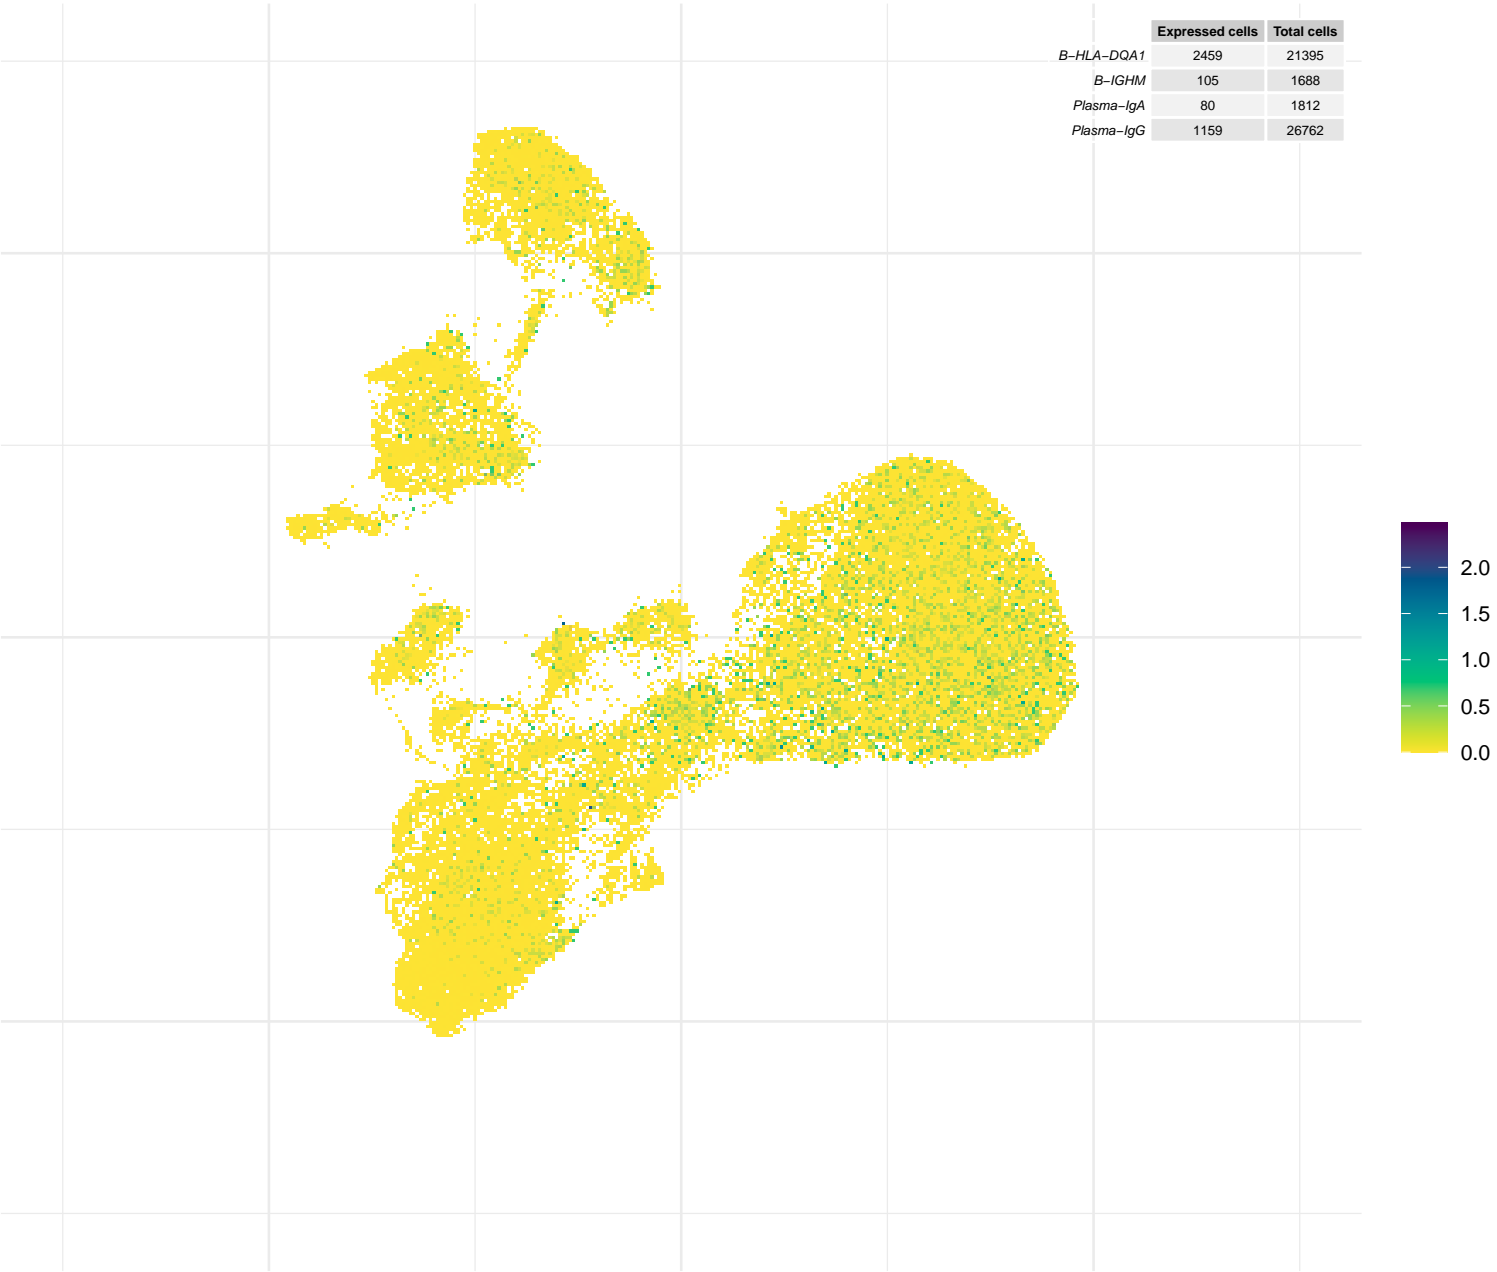 Expressed cells Total cells
B−HLA−DQA1 2459 21395
B−IGHM 105 1688
Plasma−IgA 80 1812
Plasma−IgG 1159 26762
2.0
1.5
1.0
0.5
0.0